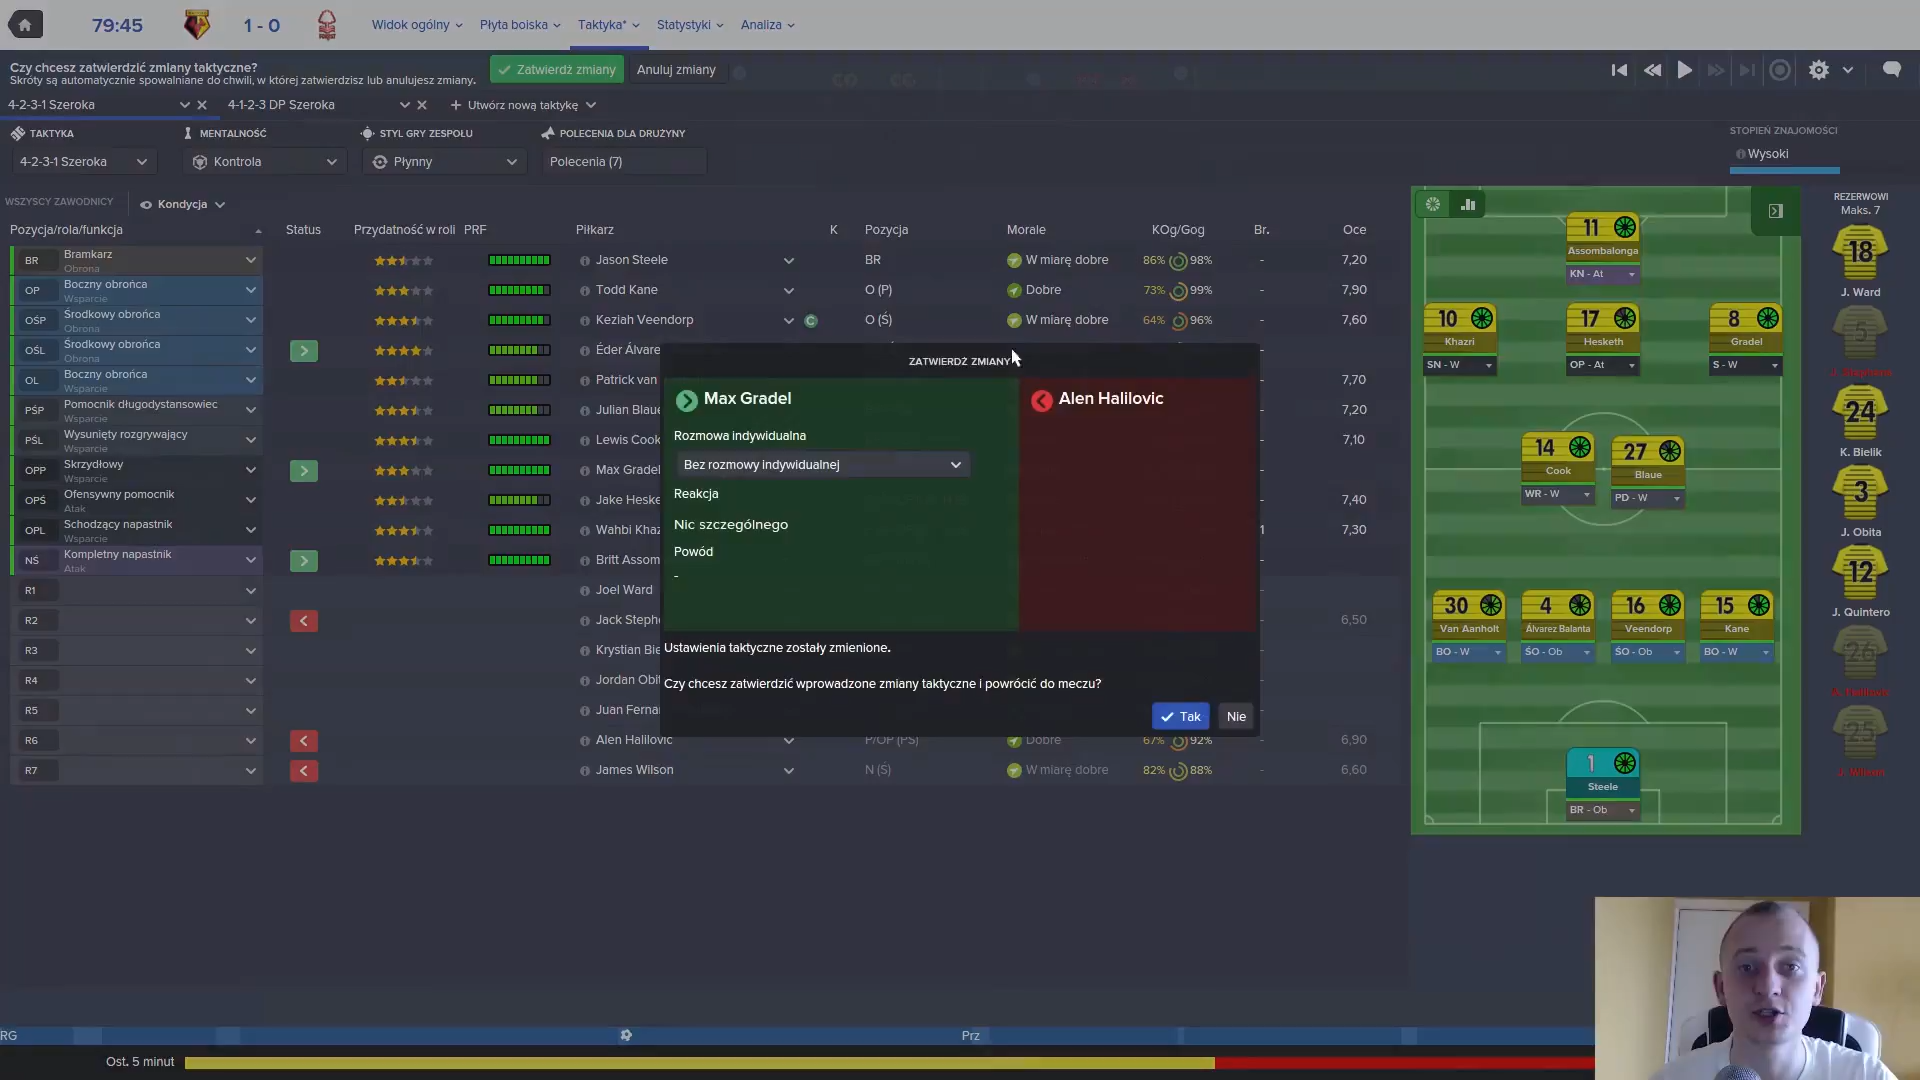 79:45
1 - 0
FOREST
Widok ogólny
Płyta boiska
Taktyka*
Statystyki
Analiza
Czy chcesz zatwierdzić zmiany taktyczne?
Skróty są automatycznie spowalniane do chwili, w której zatwierdzisz lub anulujesz zmiany.
Zatwierdź zmiany
Anuluj zmiany
4-2-3-1 Szeroka
4-1-2-3 DP Szeroka
Utwórz nową taktykę
TAKTYKA
MENTALNOŚĆ
STYL GRY ZESPOŁU
POLECENIA DLA DRUŻYNY
STOPIEŃ ZNAJOMOŚCI
4-2-3-1 Szeroka
Kontrola
Płynny
Polecenia (7)
Wysoki
WSZYSCY ZAWODNICY
Kondycja
Pozycja/rola/funkcja
Status
Przydatność w roli
PRF
Piłkarz
K
Pozycja
Morale
KOg/Gog
Br.
Oce
BR Bramkarz Obrona Jason Steele BR W miarę dobre 86% 98% - 7,20
OP Boczny obrońca Wsparcie Todd Kane O (P) Dobre 73% 99% - 7,90
OŚP Środkowy obrońca Obrona Keziah Veendorp C O (Ś) W miarę dobre 64% 96% - 7,60
OŚL Środkowy obrońca Obrona Éder Álvare
OL Boczny obrońca Wsparcie Patrick van 7,70
PŚP Pomocnik długodystansowiec Wsparcie Julian Blaue 7,20
PŚL Wysunięty rozgrywający Wsparcie Lewis Cook 7,10
OPP Skrzydłowy Wsparcie Max Gradel
OPŚ Ofensywny pomocnik Atak Jake Heske 7,40
OPL Schodzący napastnik Wsparcie Wahbi Khaz 1 7,30
NŚ Kompletny napastnik Atak Britt Assom
R1 Joel Ward
R2 Jack Steph 6,50
R3 Krystian Bie
R4 Jordan Obit
R5 Juan Ferna
R6 Alen Halilovic P/OP (PŚ) Dobre 67% 92% - 6,90
R7 James Wilson N (Ś) W miarę dobre 82% 88% - 6,60
ZATWIERDŹ ZMIANY
Max Gradel
Alen Halilovic
Rozmowa indywidualna
Bez rozmowy indywidualnej
Reakcja
Nic szczególnego
Powód
-
Ustawienia taktyczne zostały zmienione.
Czy chcesz zatwierdzić wprowadzone zmiany taktyczne i powrócić do meczu?
Tak
Nie
11
Assombalonga
KN - At
10
Khazri
SN - W
17
Hesketh
OP - At
8
Gradel
S - W
14
Cook
WR - W
27
Blaue
PD - W
30
Van Aanholt
BO - W
4
Álvarez Balanta
ŚO - Ob
16
Veendorp
ŚO - Ob
15
Kane
BO - W
1
Steele
BR - Ob
REZERWOWI
Maks. 7
18
J. Ward
5
J. Stephens
24
K. Bielik
3
J. Obita
12
J. Quintero
26
A. Halilovic
25
J. Wilson
RG
Prz
Ost. 5 minut